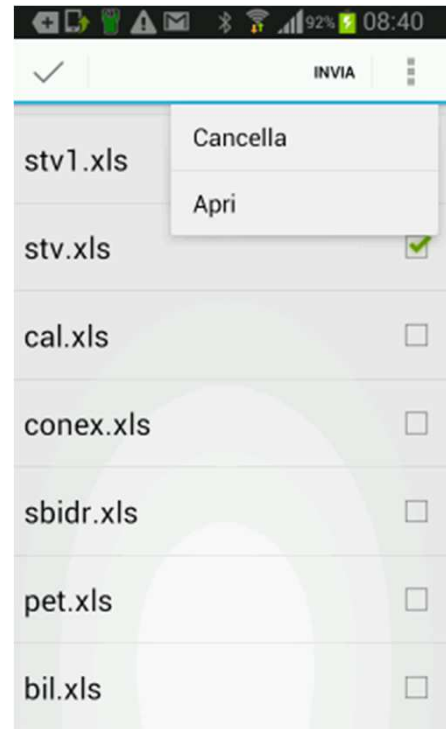 92% 08:40
INVIA
Cancella
Apri
stv1.xls
stv.xls
cal.xls
conex.xls
sbidr.xls
pet.xls
bil.xls